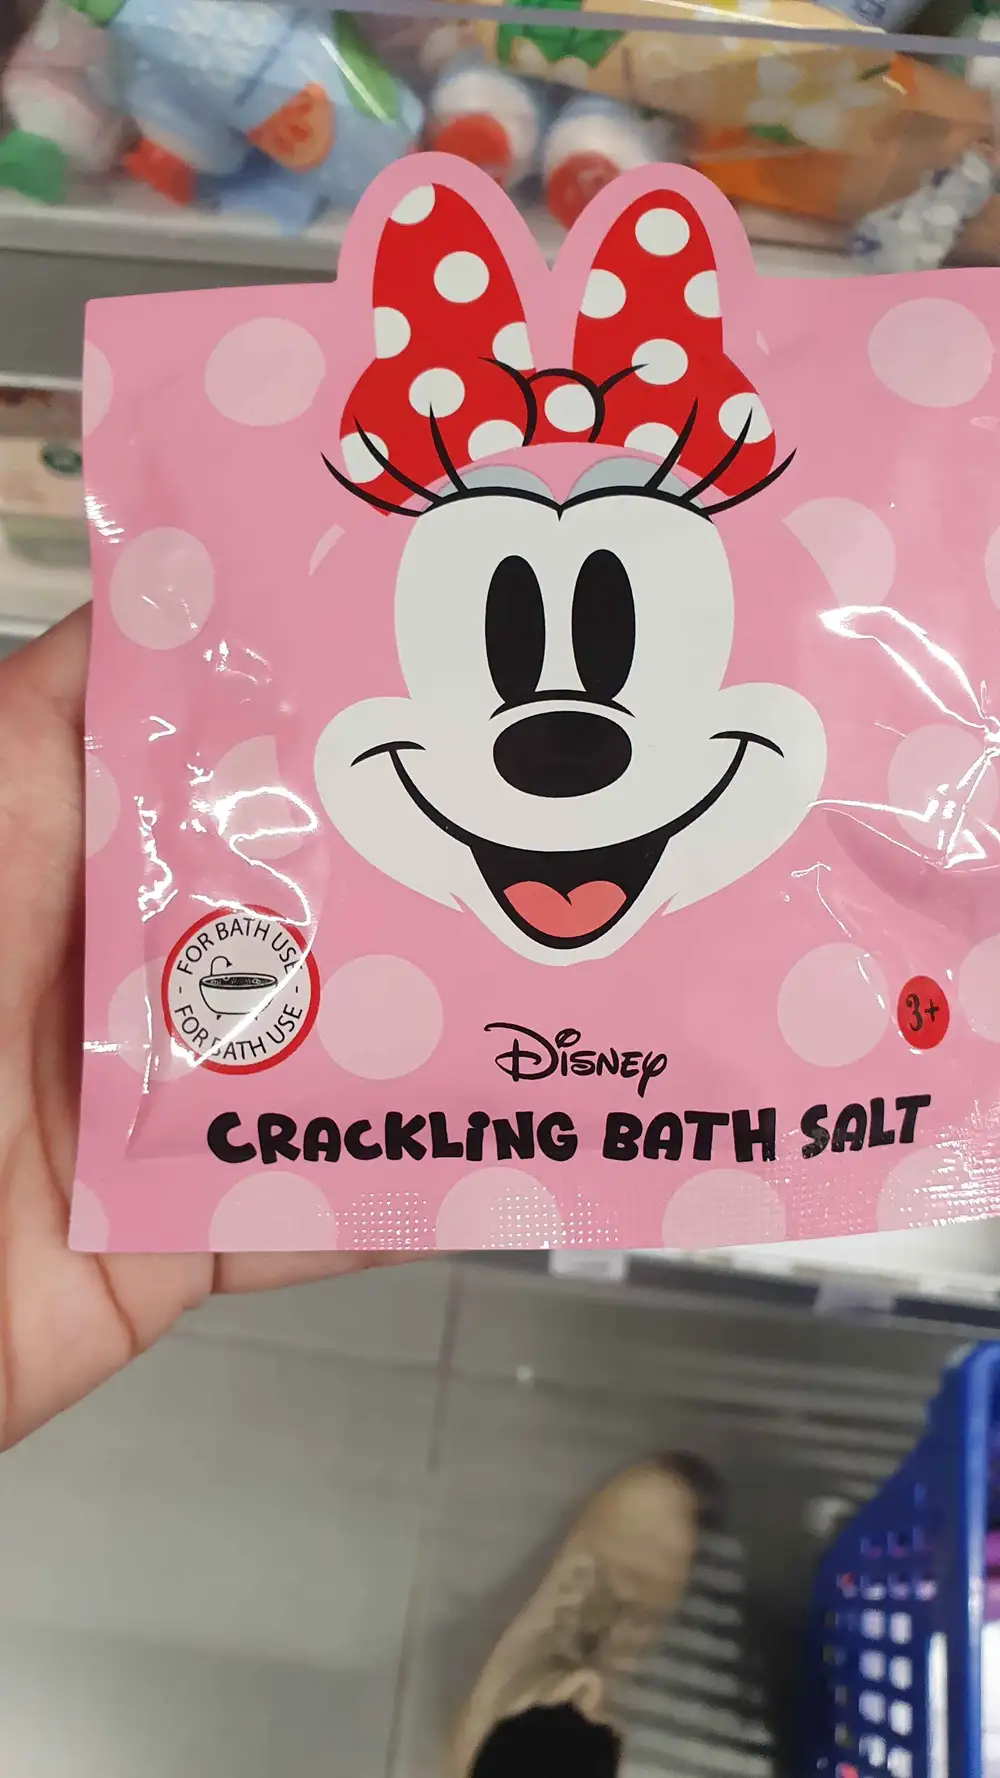 FOR BATH USE
FOR BATH USE
3+
Disney
CRACKLiNG BATH SALT